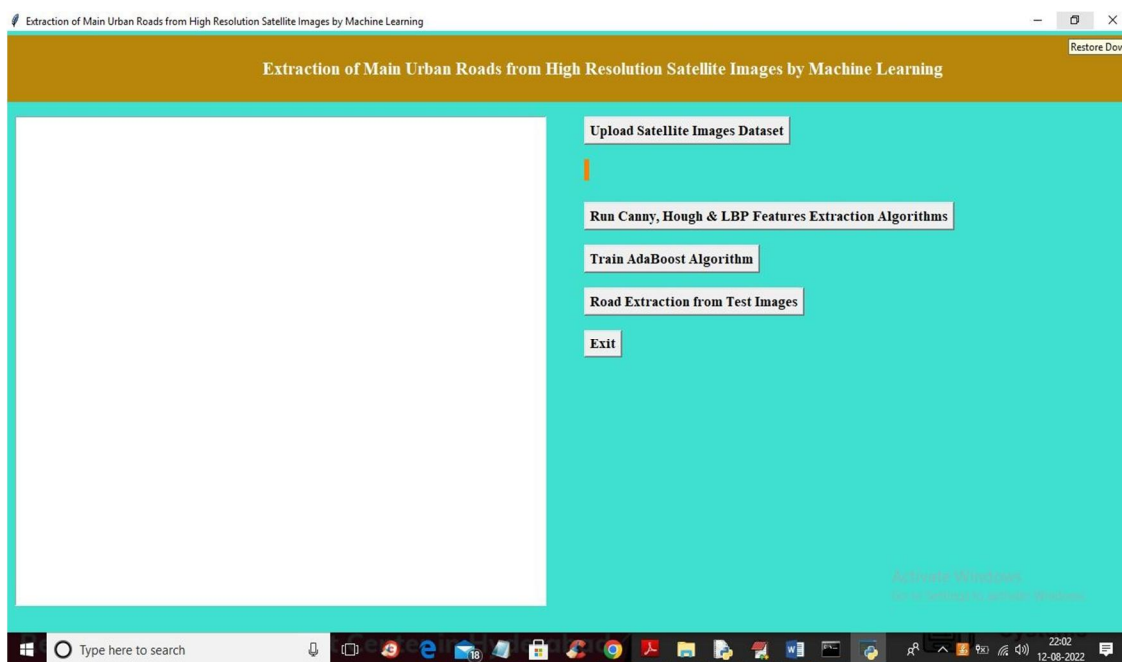 Extraction of Main Urban Roads from High Resolution Satellite Images by Machine Learning
Restore Dow
Extraction of Main Urban Roads from High Resolution Satellite Images by Machine Learning
Upload Satellite Images Dataset
Run Canny, Hough & LBP Features Extraction Algorithms
Train AdaBoost Algorithm
Road Extraction from Test Images
Exit
Activate Windows
Type here to search
18
22:02
12-08-2022